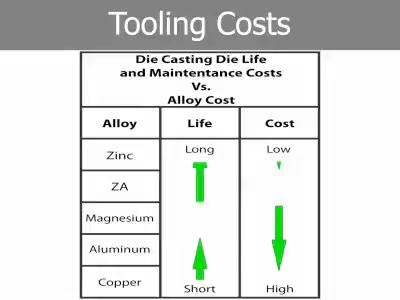 Tooling Costs
Die Casting Die Life
and Maintentance Costs
Vs.
Alloy Cost
Alloy Life Cost
Zinc Long Low
ZA
Magnesium
Aluminum
Copper Short High